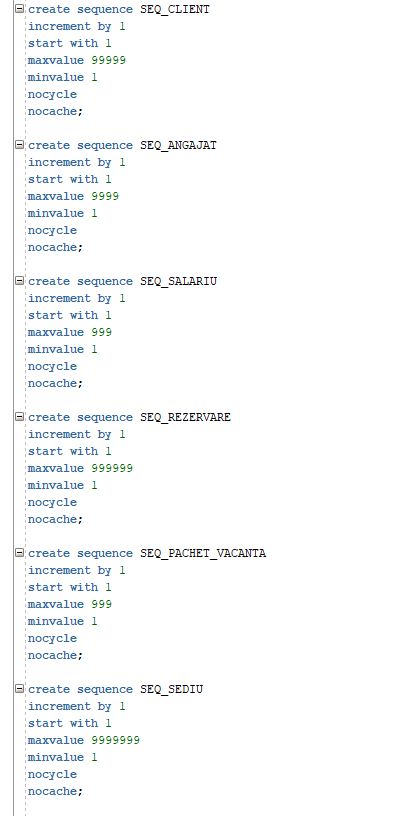 create sequence SEQ_CLIENT
increment by 1
start with 1
maxvalue 99999
minvalue 1
nocycle
nocache;
create sequence SEQ_ANGAJAT
increment by 1
start with 1
maxvalue 9999
minvalue 1
nocycle
nocache;
create sequence SEQ_SALARIU
increment by 1
start with 1
maxvalue 999
minvalue 1
nocycle
nocache;
create sequence SEQ_REZERVARE
increment by 1
start with 1
maxvalue 999999
minvalue 1
nocycle
nocache;
create sequence SEQ_PACHET_VACANTA
increment by 1
start with 1
maxvalue 999
minvalue 1
nocycle
nocache;
create sequence SEQ_SEDIU
increment by 1
start with 1
maxvalue 9999999
minvalue 1
nocycle
nocache;